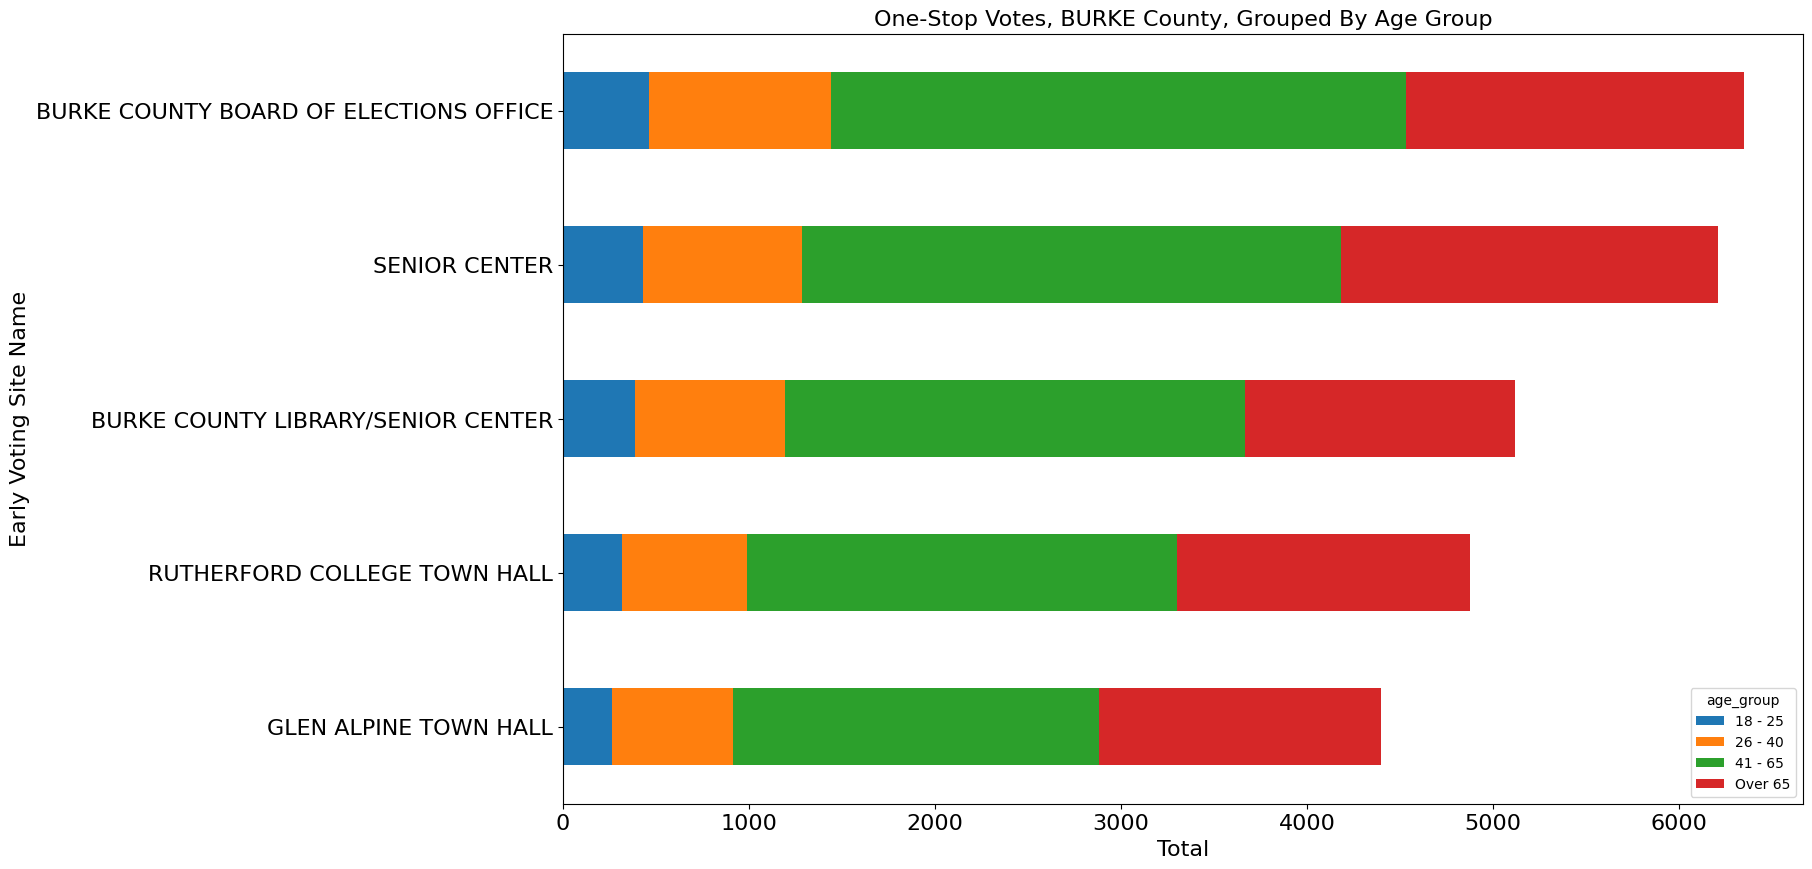 One-Stop Votes, BURKE County, Grouped By Age Group
Early Voting Site Name
BURKE COUNTY BOARD OF ELECTIONS OFFICE
SENIOR CENTER
BURKE COUNTY LIBRARY/SENIOR CENTER
RUTHERFORD COLLEGE TOWN HALL
GLEN ALPINE TOWN HALL
age_group
18 - 25
26 - 40
41 - 65
Over 65
0 1000 2000 3000 4000 5000 6000
Total